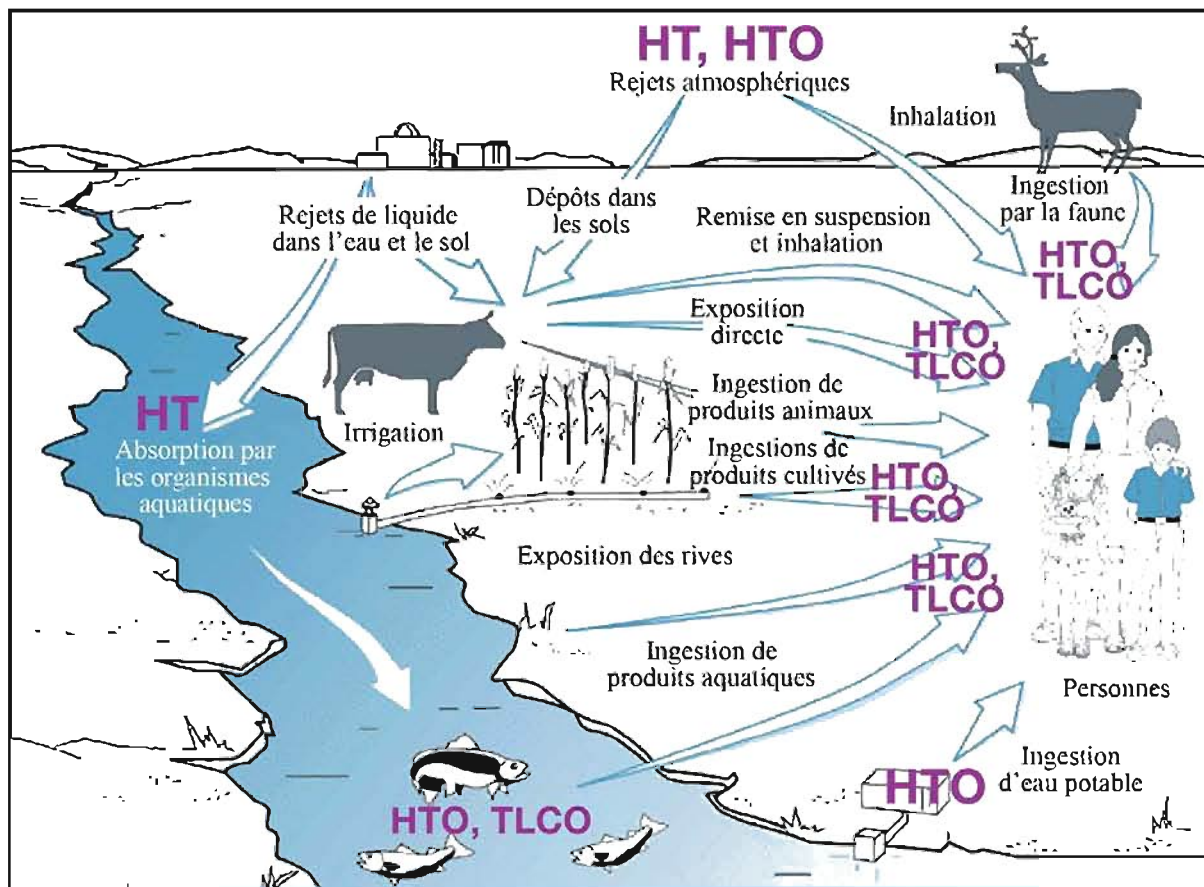 HT, HTO
Rejets atmosphériques
Inhalation
Ingestion
par la faune
Dépôts dans
les sols
Rejets de liquide
dans l'eau et le sol
Remise en suspension
et inhalation
HTO,
TLCO
Exposition
directe
HTO,
TLCO
HT
Absorption par
les organismes
aquatiques
Irrigation
Ingestion de
produits animaux
Ingestions de
produits cultivés
HTO,
TLCO
Exposition des rives
HTO,
TLCO
Ingestion de
produits aquatiques
Personnes
Ingestion
d'eau potable
HTO
HTO, TLCO